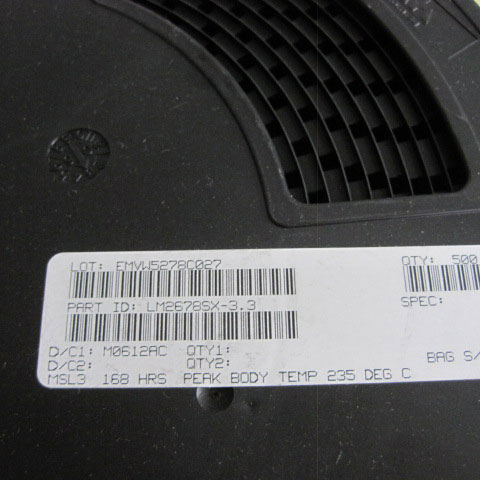 LOT: EMVW5278C027 QTY: 500
PART ID: LM2678SX-3.3 SPEC:
D/C1: M0612AC QTY1:
D/C2: QTY2: BAG S/
MSL3 168 HRS PEAK BODY TEMP 235 DEG C